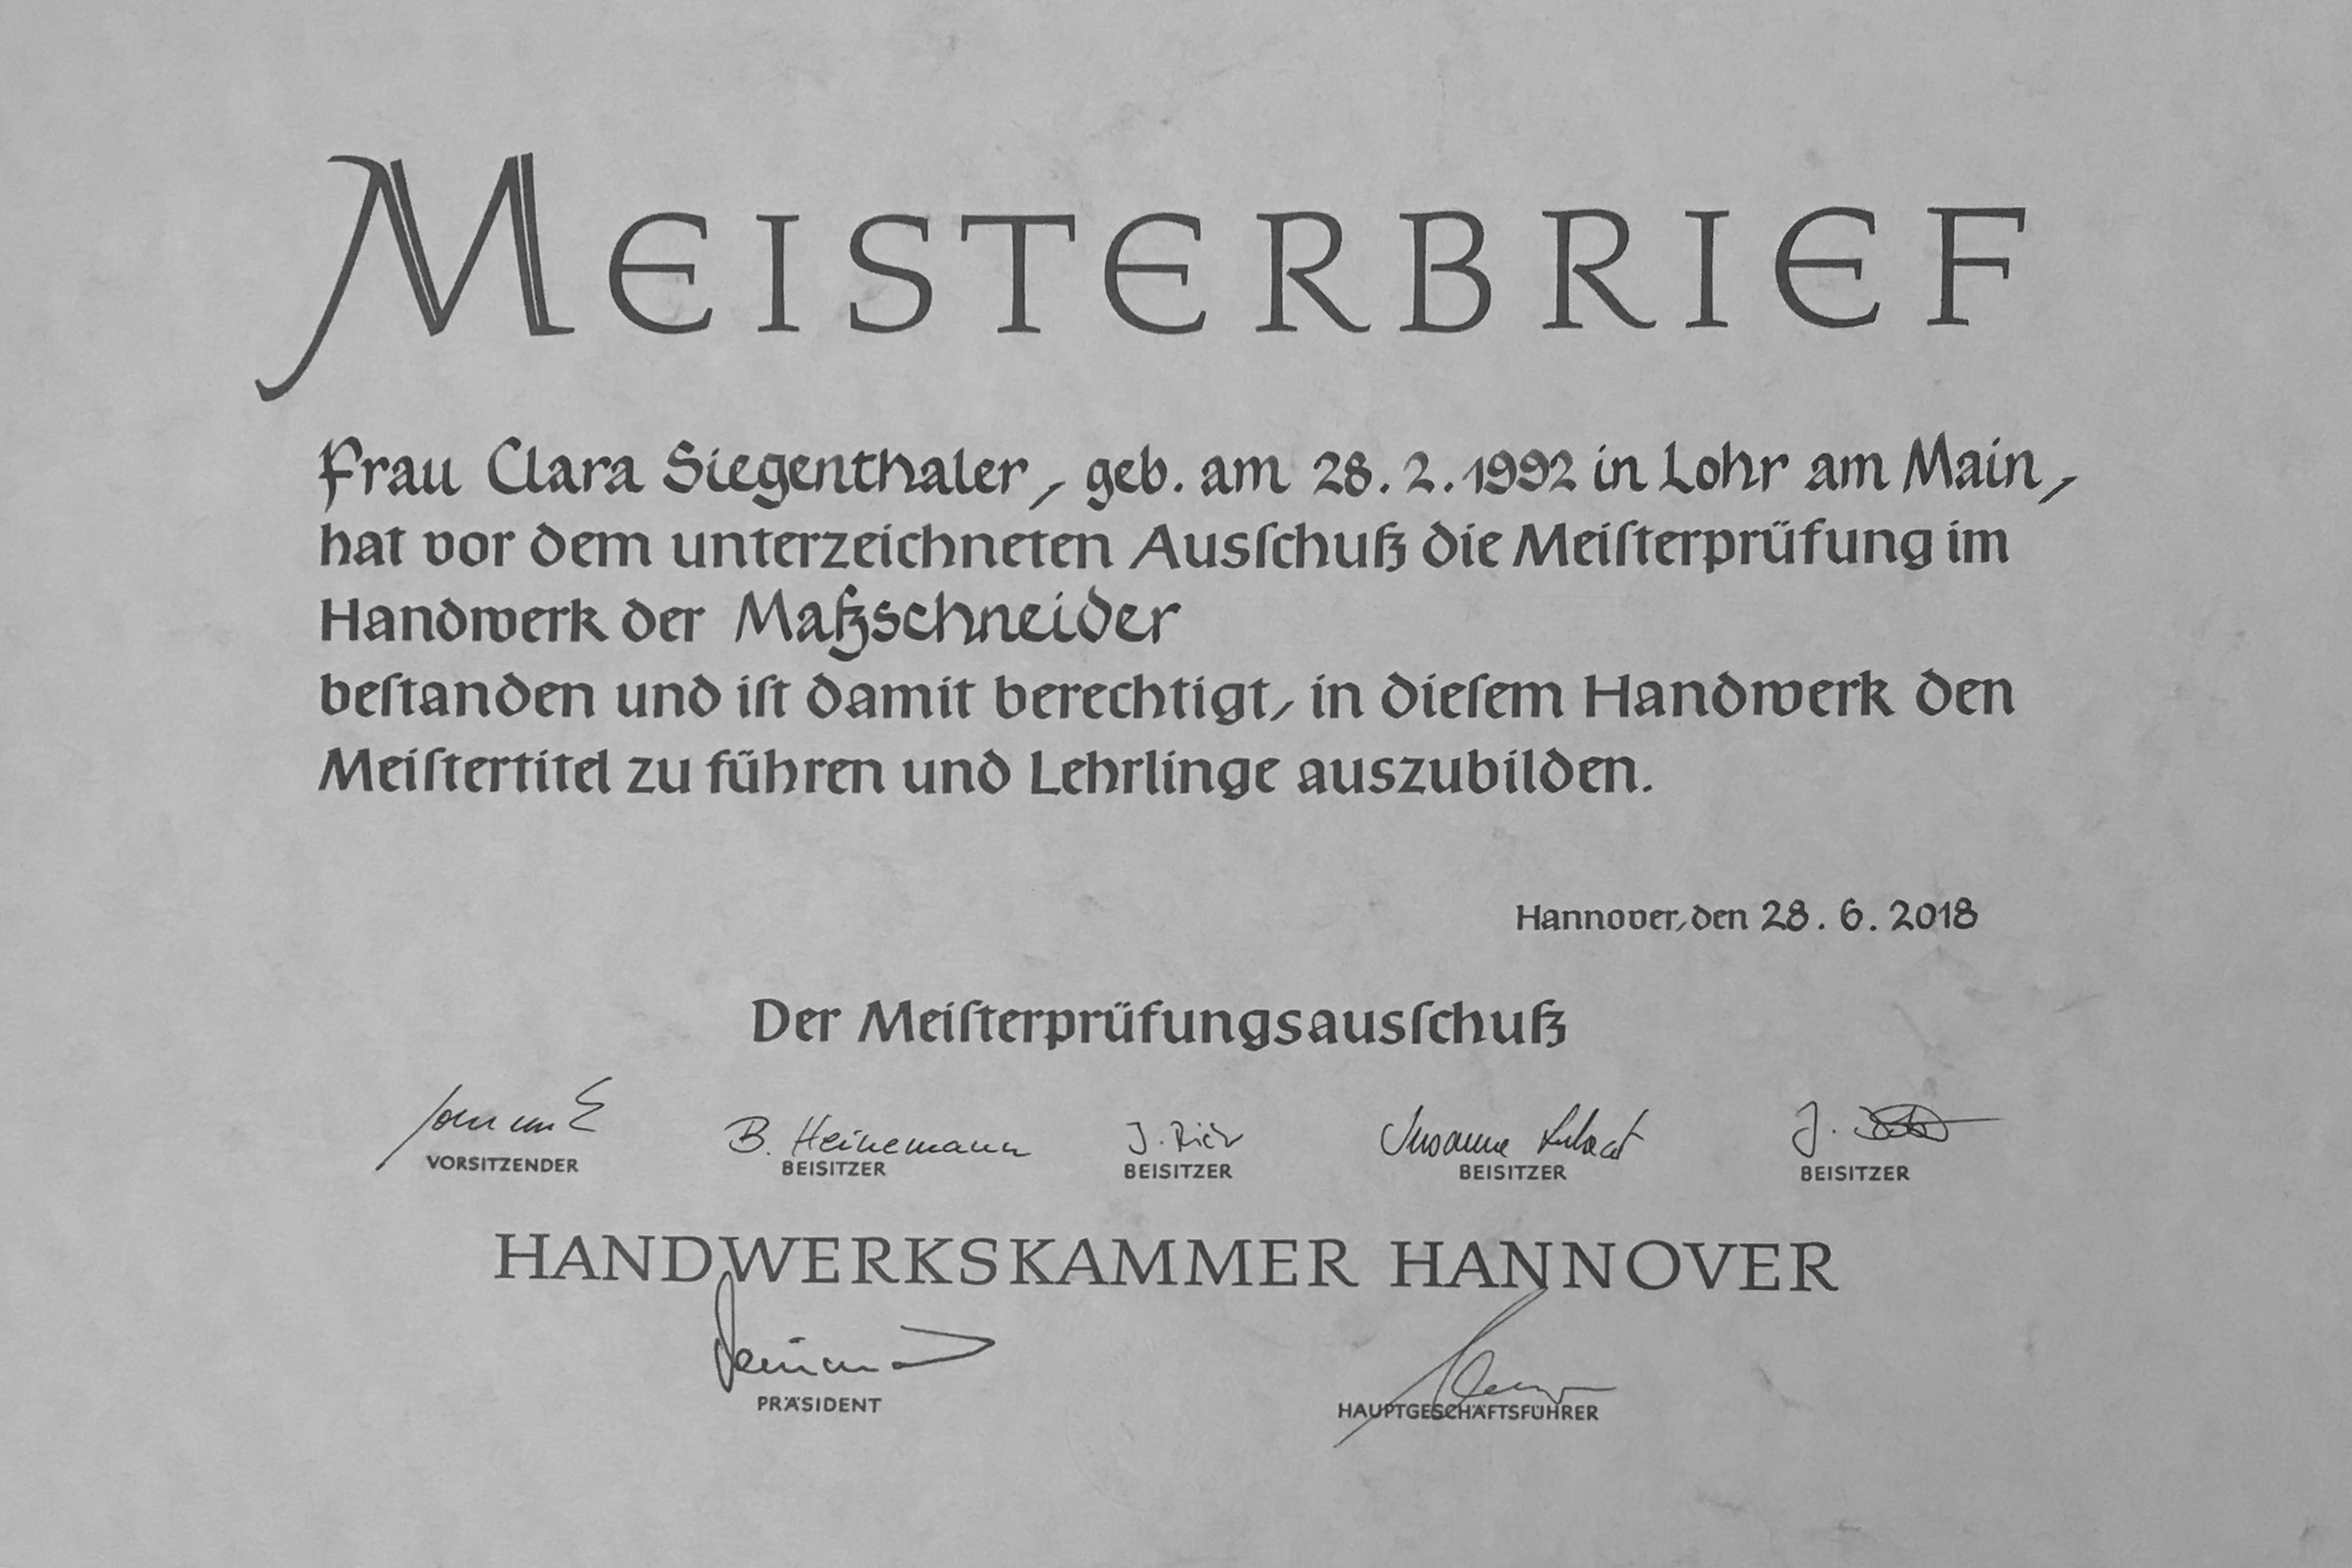 MEISTERBRIEF
Frau Clara Siegenthaler, geb. am 28.2.1992 in Lohr am Main,
hat vor dem unterzeichneten Ausſchuß die Meiſterprüfung im
Handwerk der Maßschneider
beſtanden und iſt damit berechtigt, in dieſem Handwerk den
Meiſtertitel zu führen und Lehrlinge auszubilden.
Hannover, den 28.6.2018
Der Meiſterprüfungsausſchuß
B. Heinemann J. Susanne J.
VORSITZENDER BEISITZER BEISITZER BEISITZER BEISITZER
HANDWERKSKAMMER HANNOVER
PRÄSIDENT HAUPTGESCHÄFTSFÜHRER